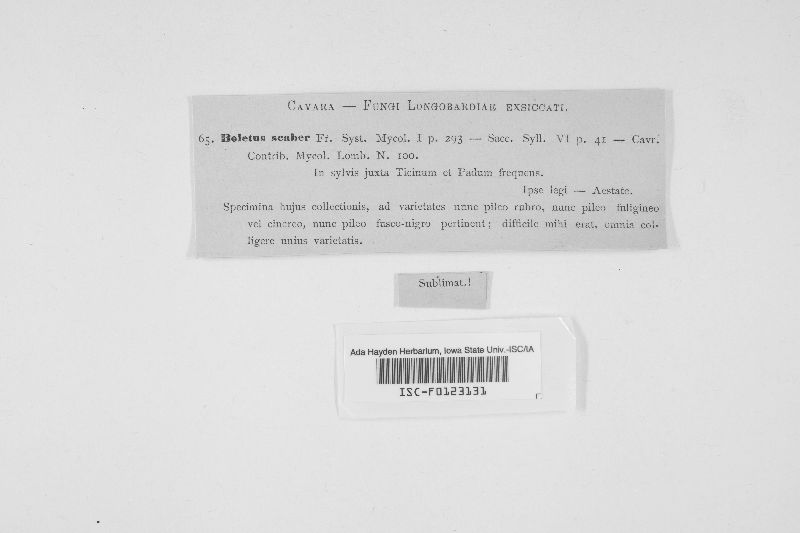 Cavara — Fungi Longobardiae exsiccati.
65. Boletus scaber Fr. Syst. Mycol. I p. 293 — Sacc. Syll. VI p. 41 — Cavr.
Contrib. Mycol. Lomb. N. 100.
In sylvis juxta Ticinum et Padum frequens.
Ipse legi — Aestate.
Specimina hujus collectionis, ad varietates nunc pileo rubro, nunc pileo fuligineo
vel cinereo, nunc pileo fusco-nigro pertinent; difficile mihi erat, omnia col-
ligere unius varietatis.
Sublimat.!
Ada Hayden Herbarium, Iowa State Univ.-ISC/IA
ISC-F0123131